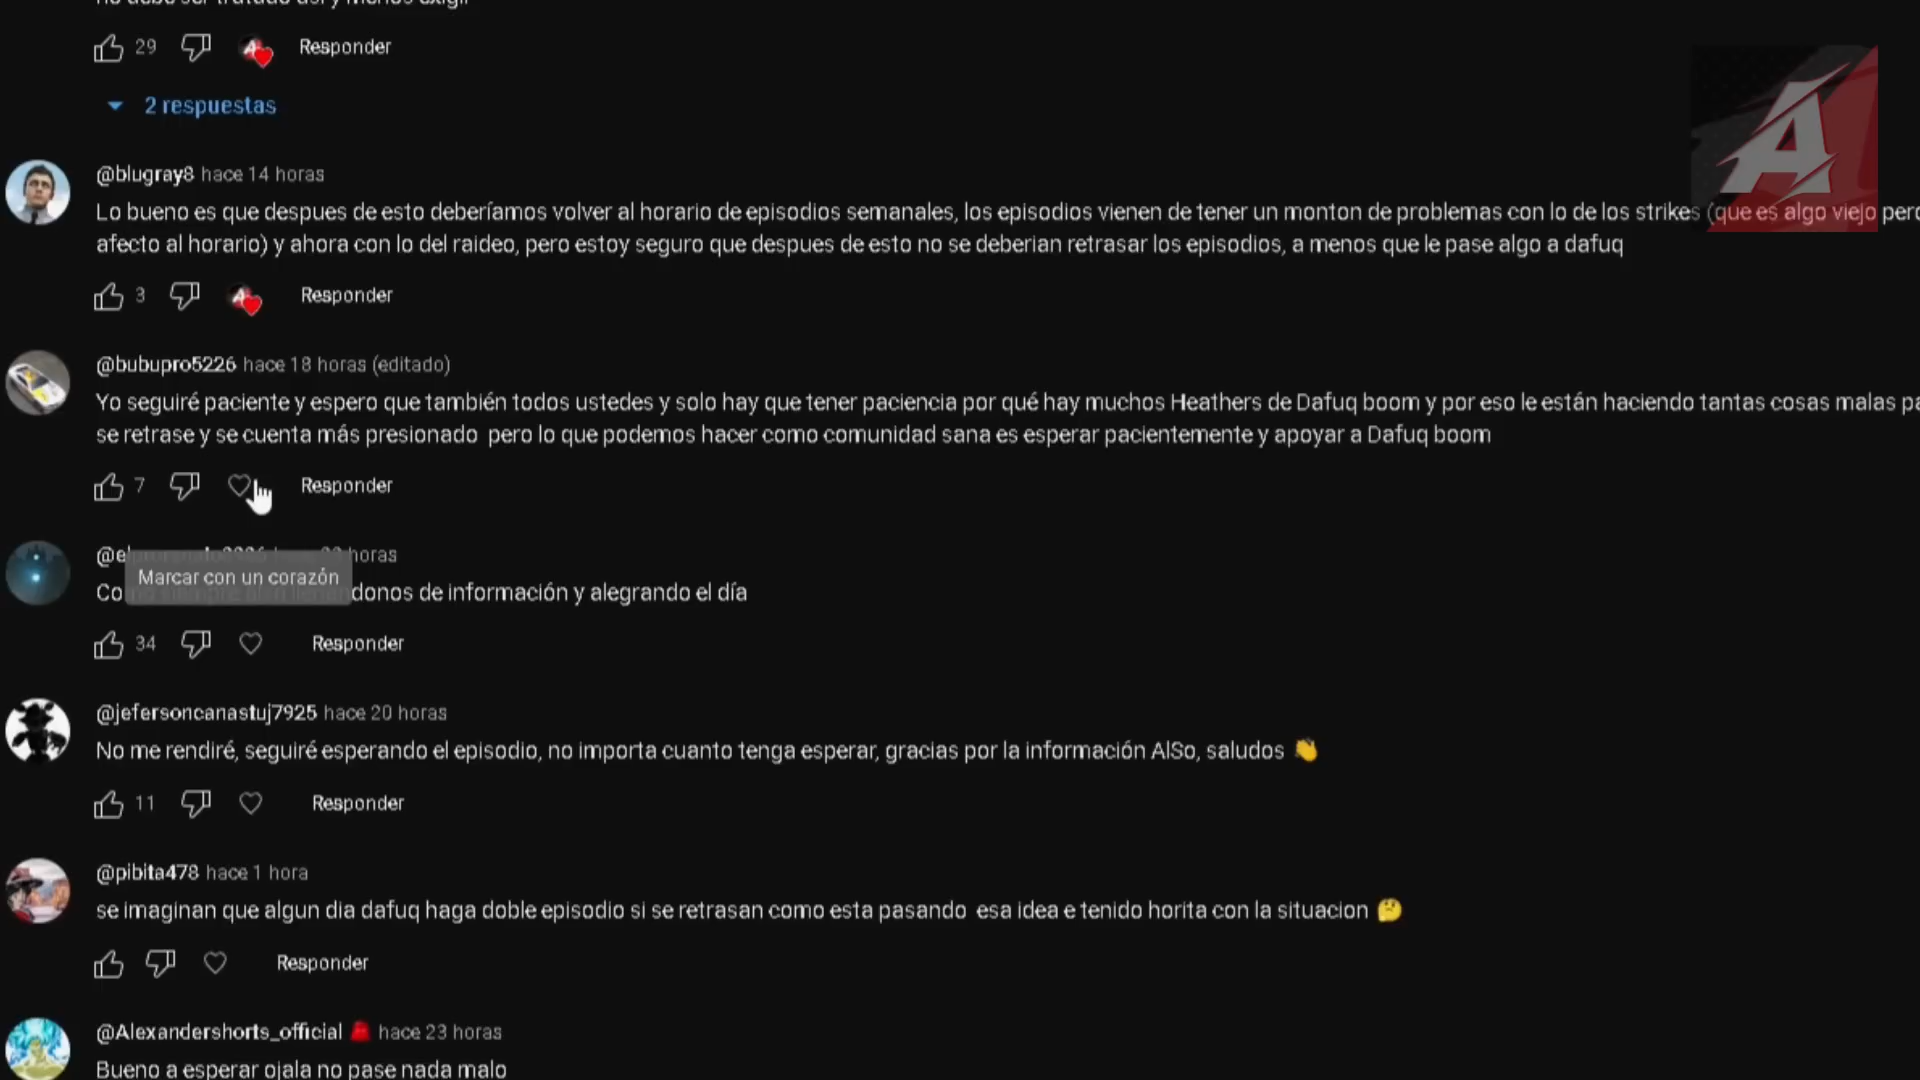 29 Responder
2 respuestas
@blugray8 hace 14 horas
Lo bueno es que despues de esto deberíamos volver al horario de episodios semanales, los episodios vienen de tener un monton de problemas con lo de los strikes (que es algo viejo pero
afecto al horario) y ahora con lo del raideo, pero estoy seguro que despues de esto no se deberian retrasar los episodios, a menos que le pase algo a dafuq
3 Responder
@bubupro5226 hace 18 horas (editado)
Yo seguiré paciente y espero que también todos ustedes y solo hay que tener paciencia por qué hay muchos Heathers de Dafuq boom y por eso le están haciendo tantas cosas malas
se retrase y se cuenta más presionado pero lo que podemos hacer como comunidad sana es esperar pacientemente y apoyar a Dafuq boom
7 Responder
horas
Marcar con un corazón
donos de información y alegrando el día
34 Responder
@jefersoncanastuj7925 hace 20 horas
No me rendiré, seguiré esperando el episodio, no importa cuanto tenga esperar, gracias por la información AlSo, saludos 👏
11 Responder
@pibita478 hace 1 hora
se imaginan que algun dia dafuq haga doble episodio si se retrasan como esta pasando esa idea e tenido horita con la situacion 🤔
Responder
@Alexandershorts_official hace 23 horas
Bueno a esperar ojala no pase nada malo
A